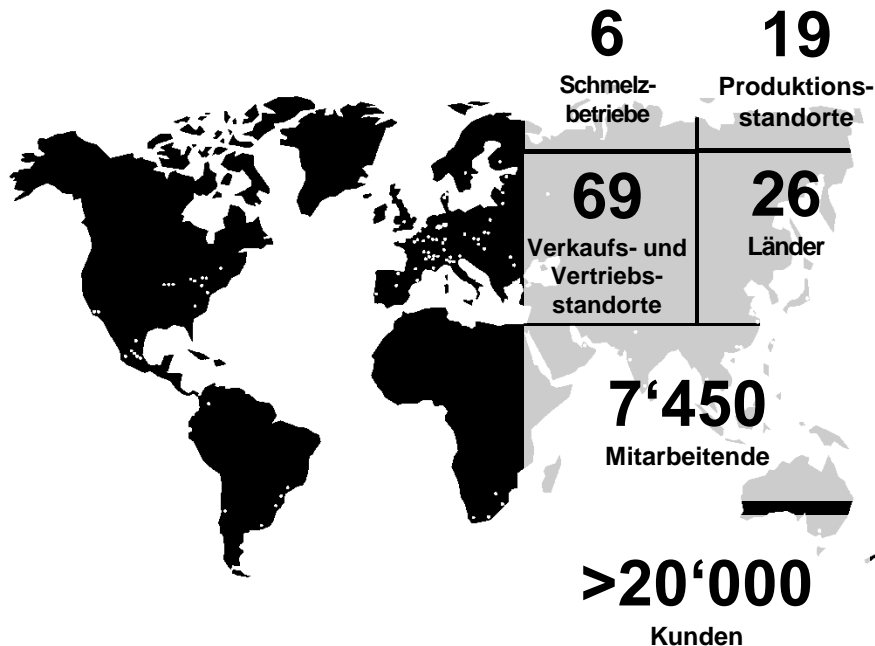 6
Schmelz-
betriebe
19
Produktions-
standorte
69
Verkaufs- und
Vertriebs-
standorte
26
Länder
7‘450
Mitarbeitende
>20‘000
Kunden